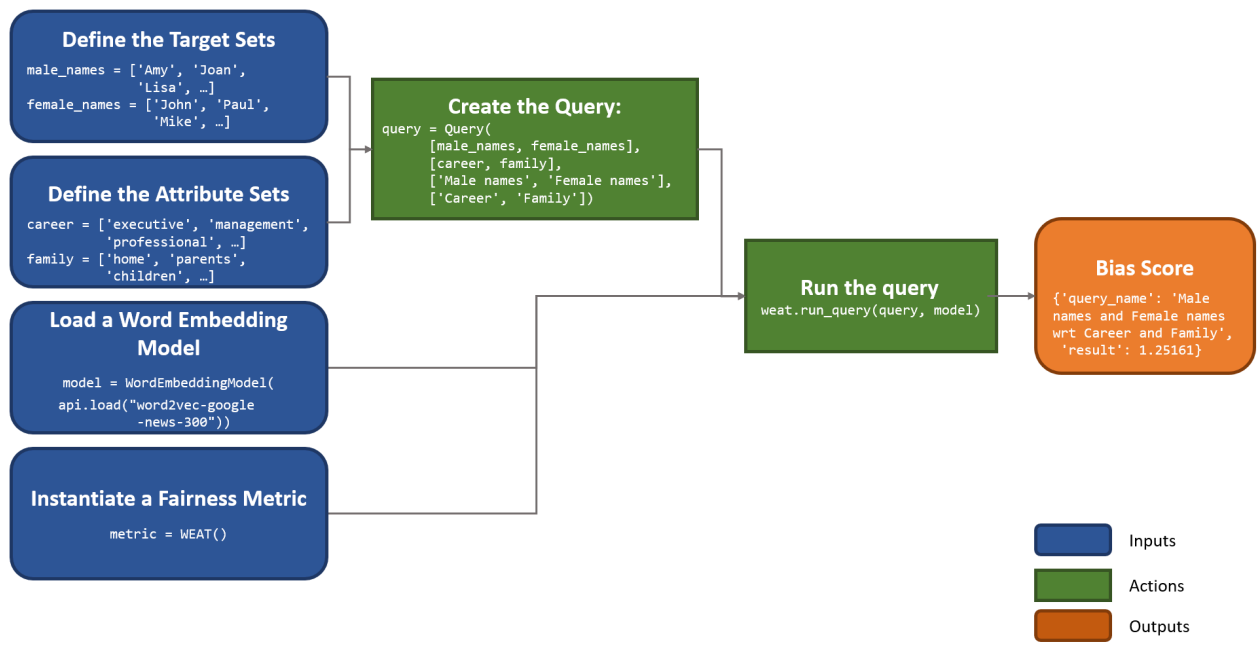 Define the Target Sets
male_names = ['Amy', 'Joan',
'Lisa', …]
female_names = ['John', 'Paul',
'Mike', …]
Define the Attribute Sets
career = ['executive', 'management',
'professional', …]
family = ['home', 'parents',
'children', …]
Load a Word Embedding
Model
model = WordEmbeddingModel(
api.load("word2vec-google
-news-300"))
Instantiate a Fairness Metric
metric = WEAT()
Create the Query:
query = Query(
[male_names, female_names],
[career, family],
['Male names', 'Female names'],
['Career', 'Family'])
Run the query
weat.run_query(query, model)
Bias Score
{'query_name': 'Male
names and Female names
wrt Career and Family',
'result': 1.25161}
Inputs
Actions
Outputs